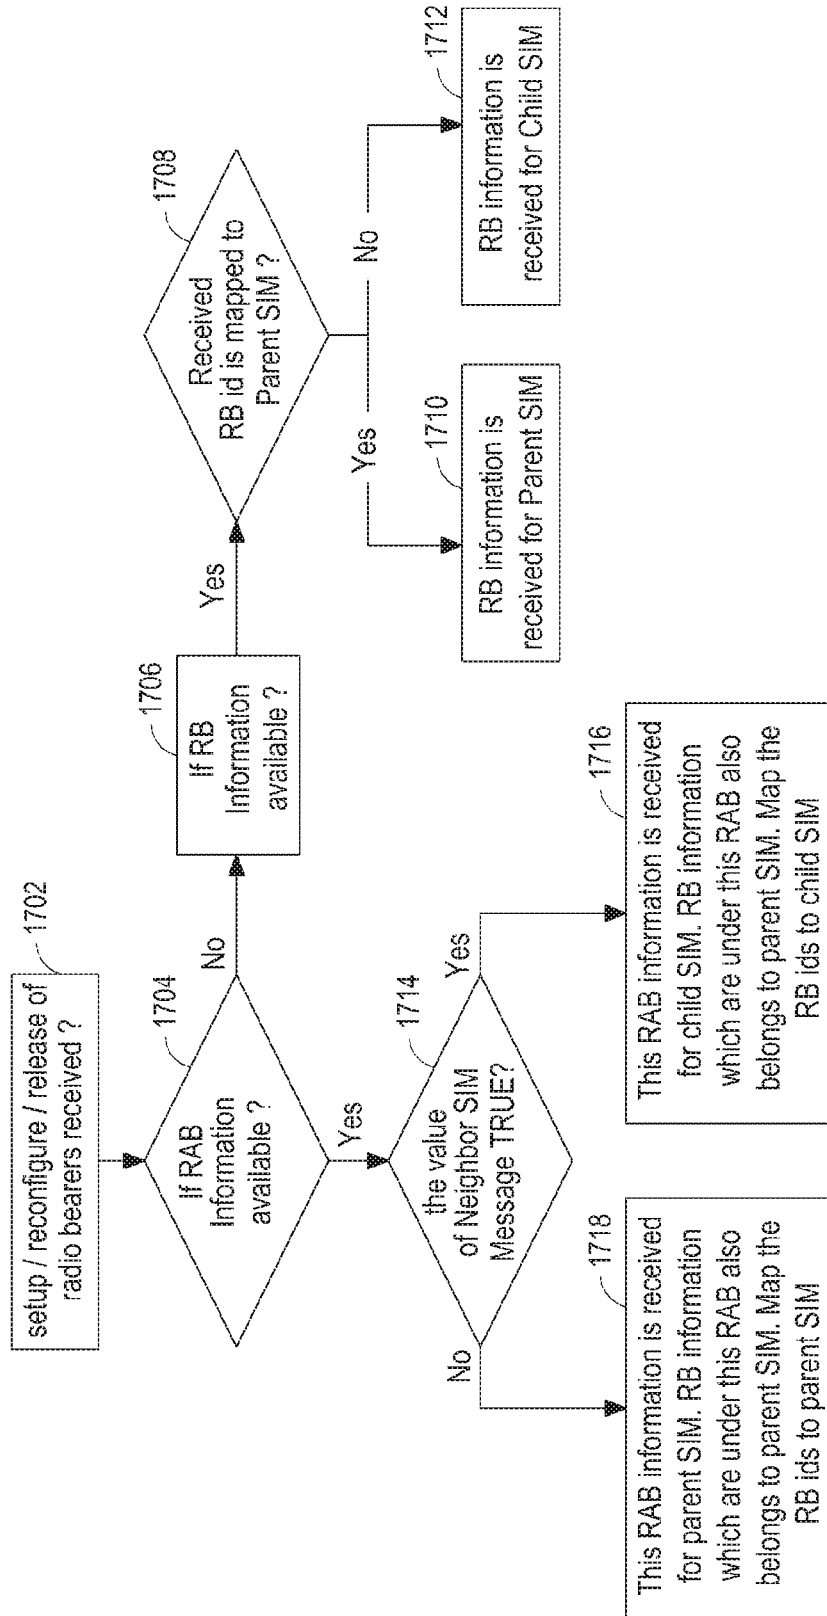 1702
setup / reconfigure / release of
radio bearers received ?
1704
If RAB
Information
available ?
No
Yes
1706
If RB
Information
available ?
Yes
1708
Received
RB id is mapped to
Parent SIM ?
Yes
No
1710
RB information is
received for Parent SIM
1712
RB information is
received for Child SIM
1714
the value
of Neighbor SIM
Message TRUE?
No
Yes
1718
This RAB information is received
for parent SIM. RB information
which are under this RAB also
belongs to parent SIM. Map the
RB ids to parent SIM
1716
This RAB information is received
for child SIM. RB information
which are under this RAB also
belongs to parent SIM. Map the
RB ids to child SIM